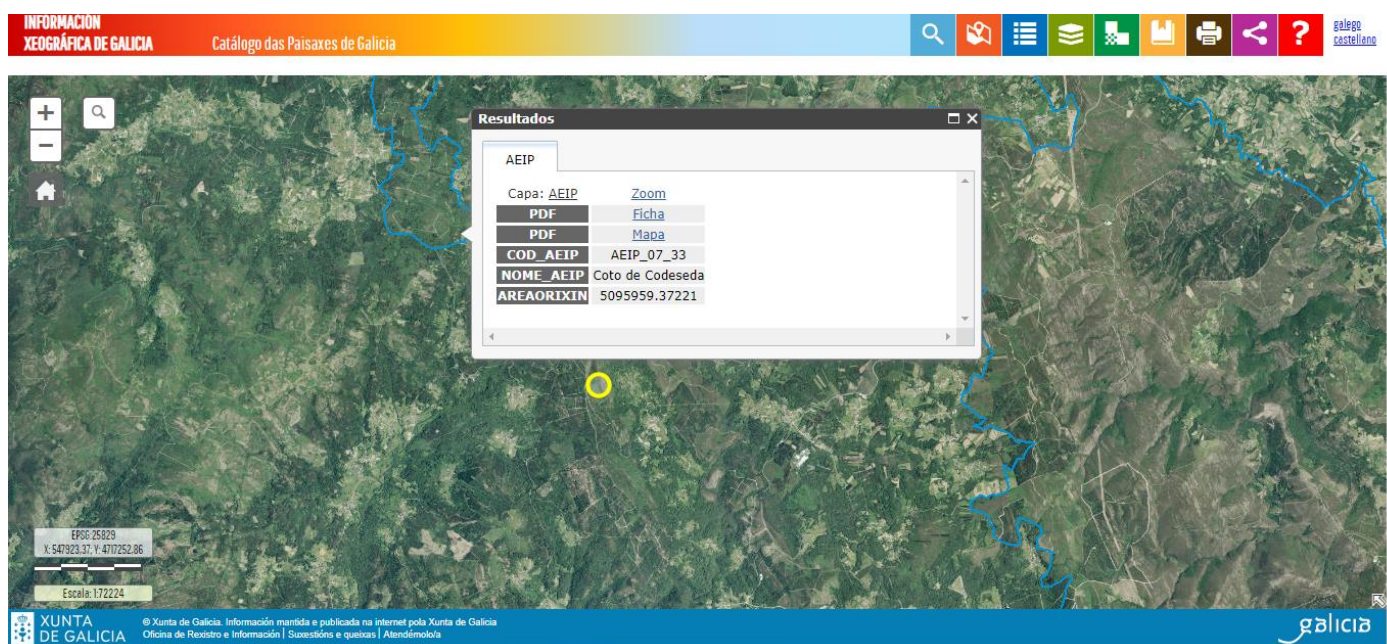 INFORMACIÓN
XEOGRÁFICA DE GALICIA
Catálogo das Paisaxes de Galicia
?
galego
castellano
+
−
Resultados
AEIP
Capa: AEIP Zoom
PDF Ficha
PDF Mapa
COD_AEIP AEIP_07_33
NOME_AEIP Coto de Codeseda
AREAORIXIN 5095959.37221
EPSG:25829
X: 547923.37, Y: 4717252.86
Escala: 1:72224
XUNTA
DE GALICIA
© Xunta de Galicia. Información mantida e publicada na internet pola Xunta de Galicia
Oficina de Rexistro e Información | Suxestións e queixas | Atendémolo/a
galicia